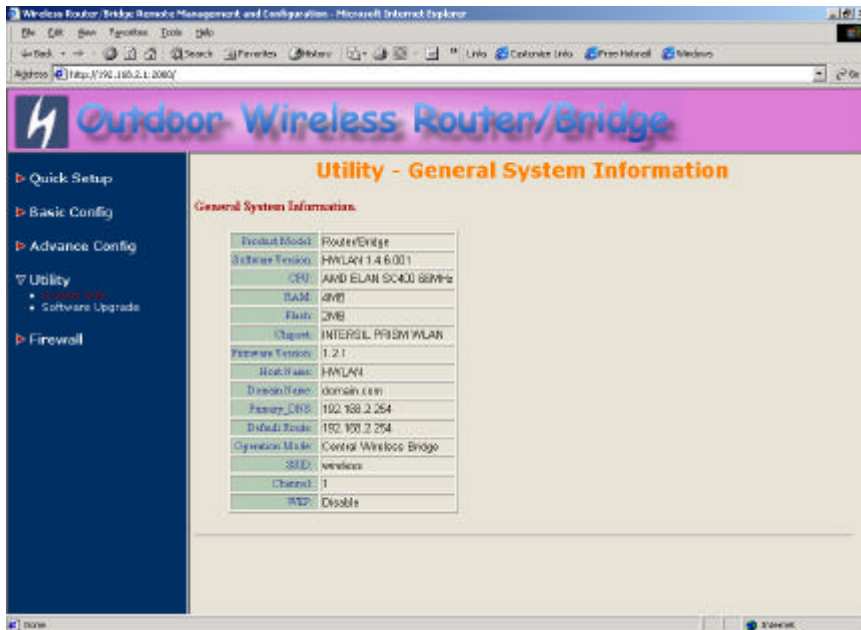 Wireless Router/Bridge Remote Management and Configuration - Microsoft Internet Explorer
File Edit View Favorites Tools Help
Back Search Favorites History Links Customize Links Free Hotmail Windows
Address http://192.168.2.1:2000/ Go
Outdoor Wireless Router/Bridge
Quick Setup
Basic Config
Advance Config
Utility
Software Upgrade
Firewall
Utility - General System Information
General System Information.
Product Model: Router/Bridge
Software Version: HWLAN 1.4.6.001
CPU: AMD ELAN SC400 66MHz
RAM: 4MB
Flash: 2MB
Chipset: INTERSIL PRISM WLAN
Firmware Version: 1.2.1
Host Name: HWLAN
Domain Name: domain.com
Primary_DNS: 192.168.2.254
Default Route: 192.168.2.254
Operation Mode: Central Wireless Bridge
SSID: wireless
Channel: 1
WEP: Disable
Done
Internet